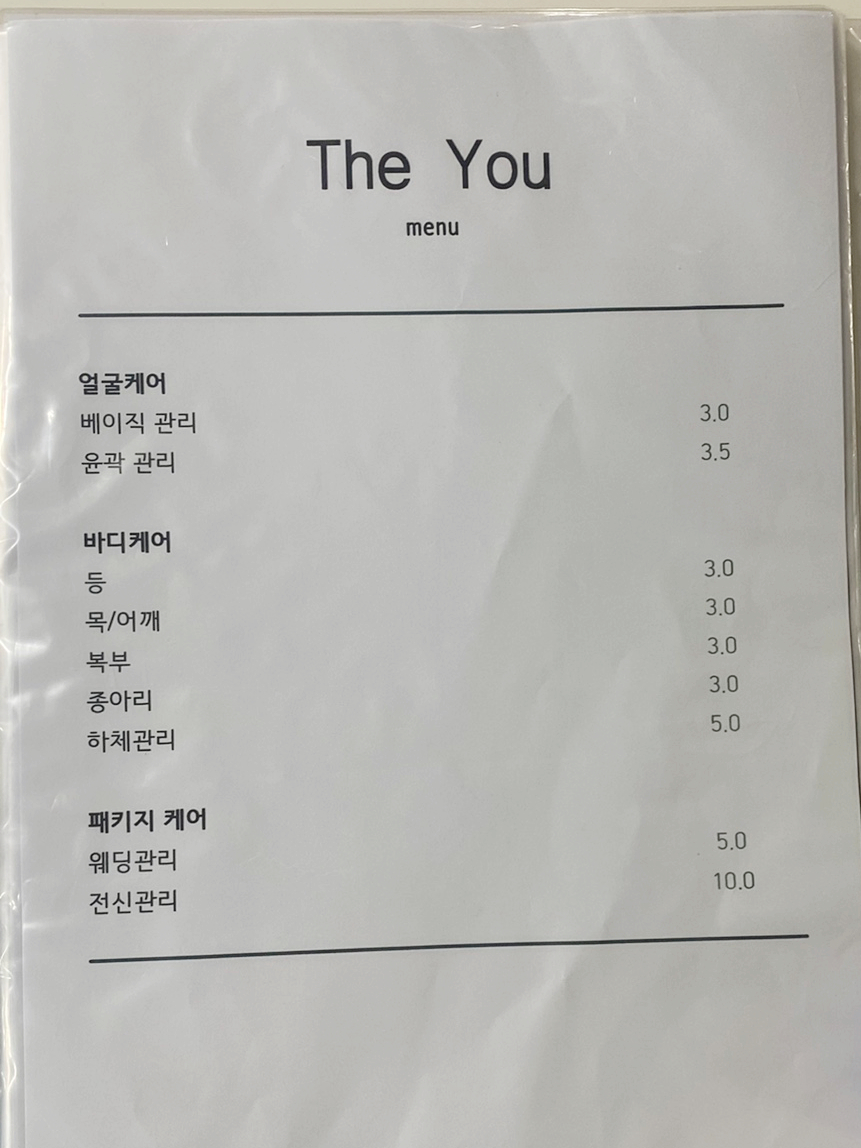 The You
menu
얼굴케어
베이직 관리 3.0
윤곽 관리 3.5
바디케어
등 3.0
목/어깨 3.0
복부 3.0
종아리 3.0
하체관리 5.0
패키지 케어
웨딩관리 5.0
전신관리 10.0